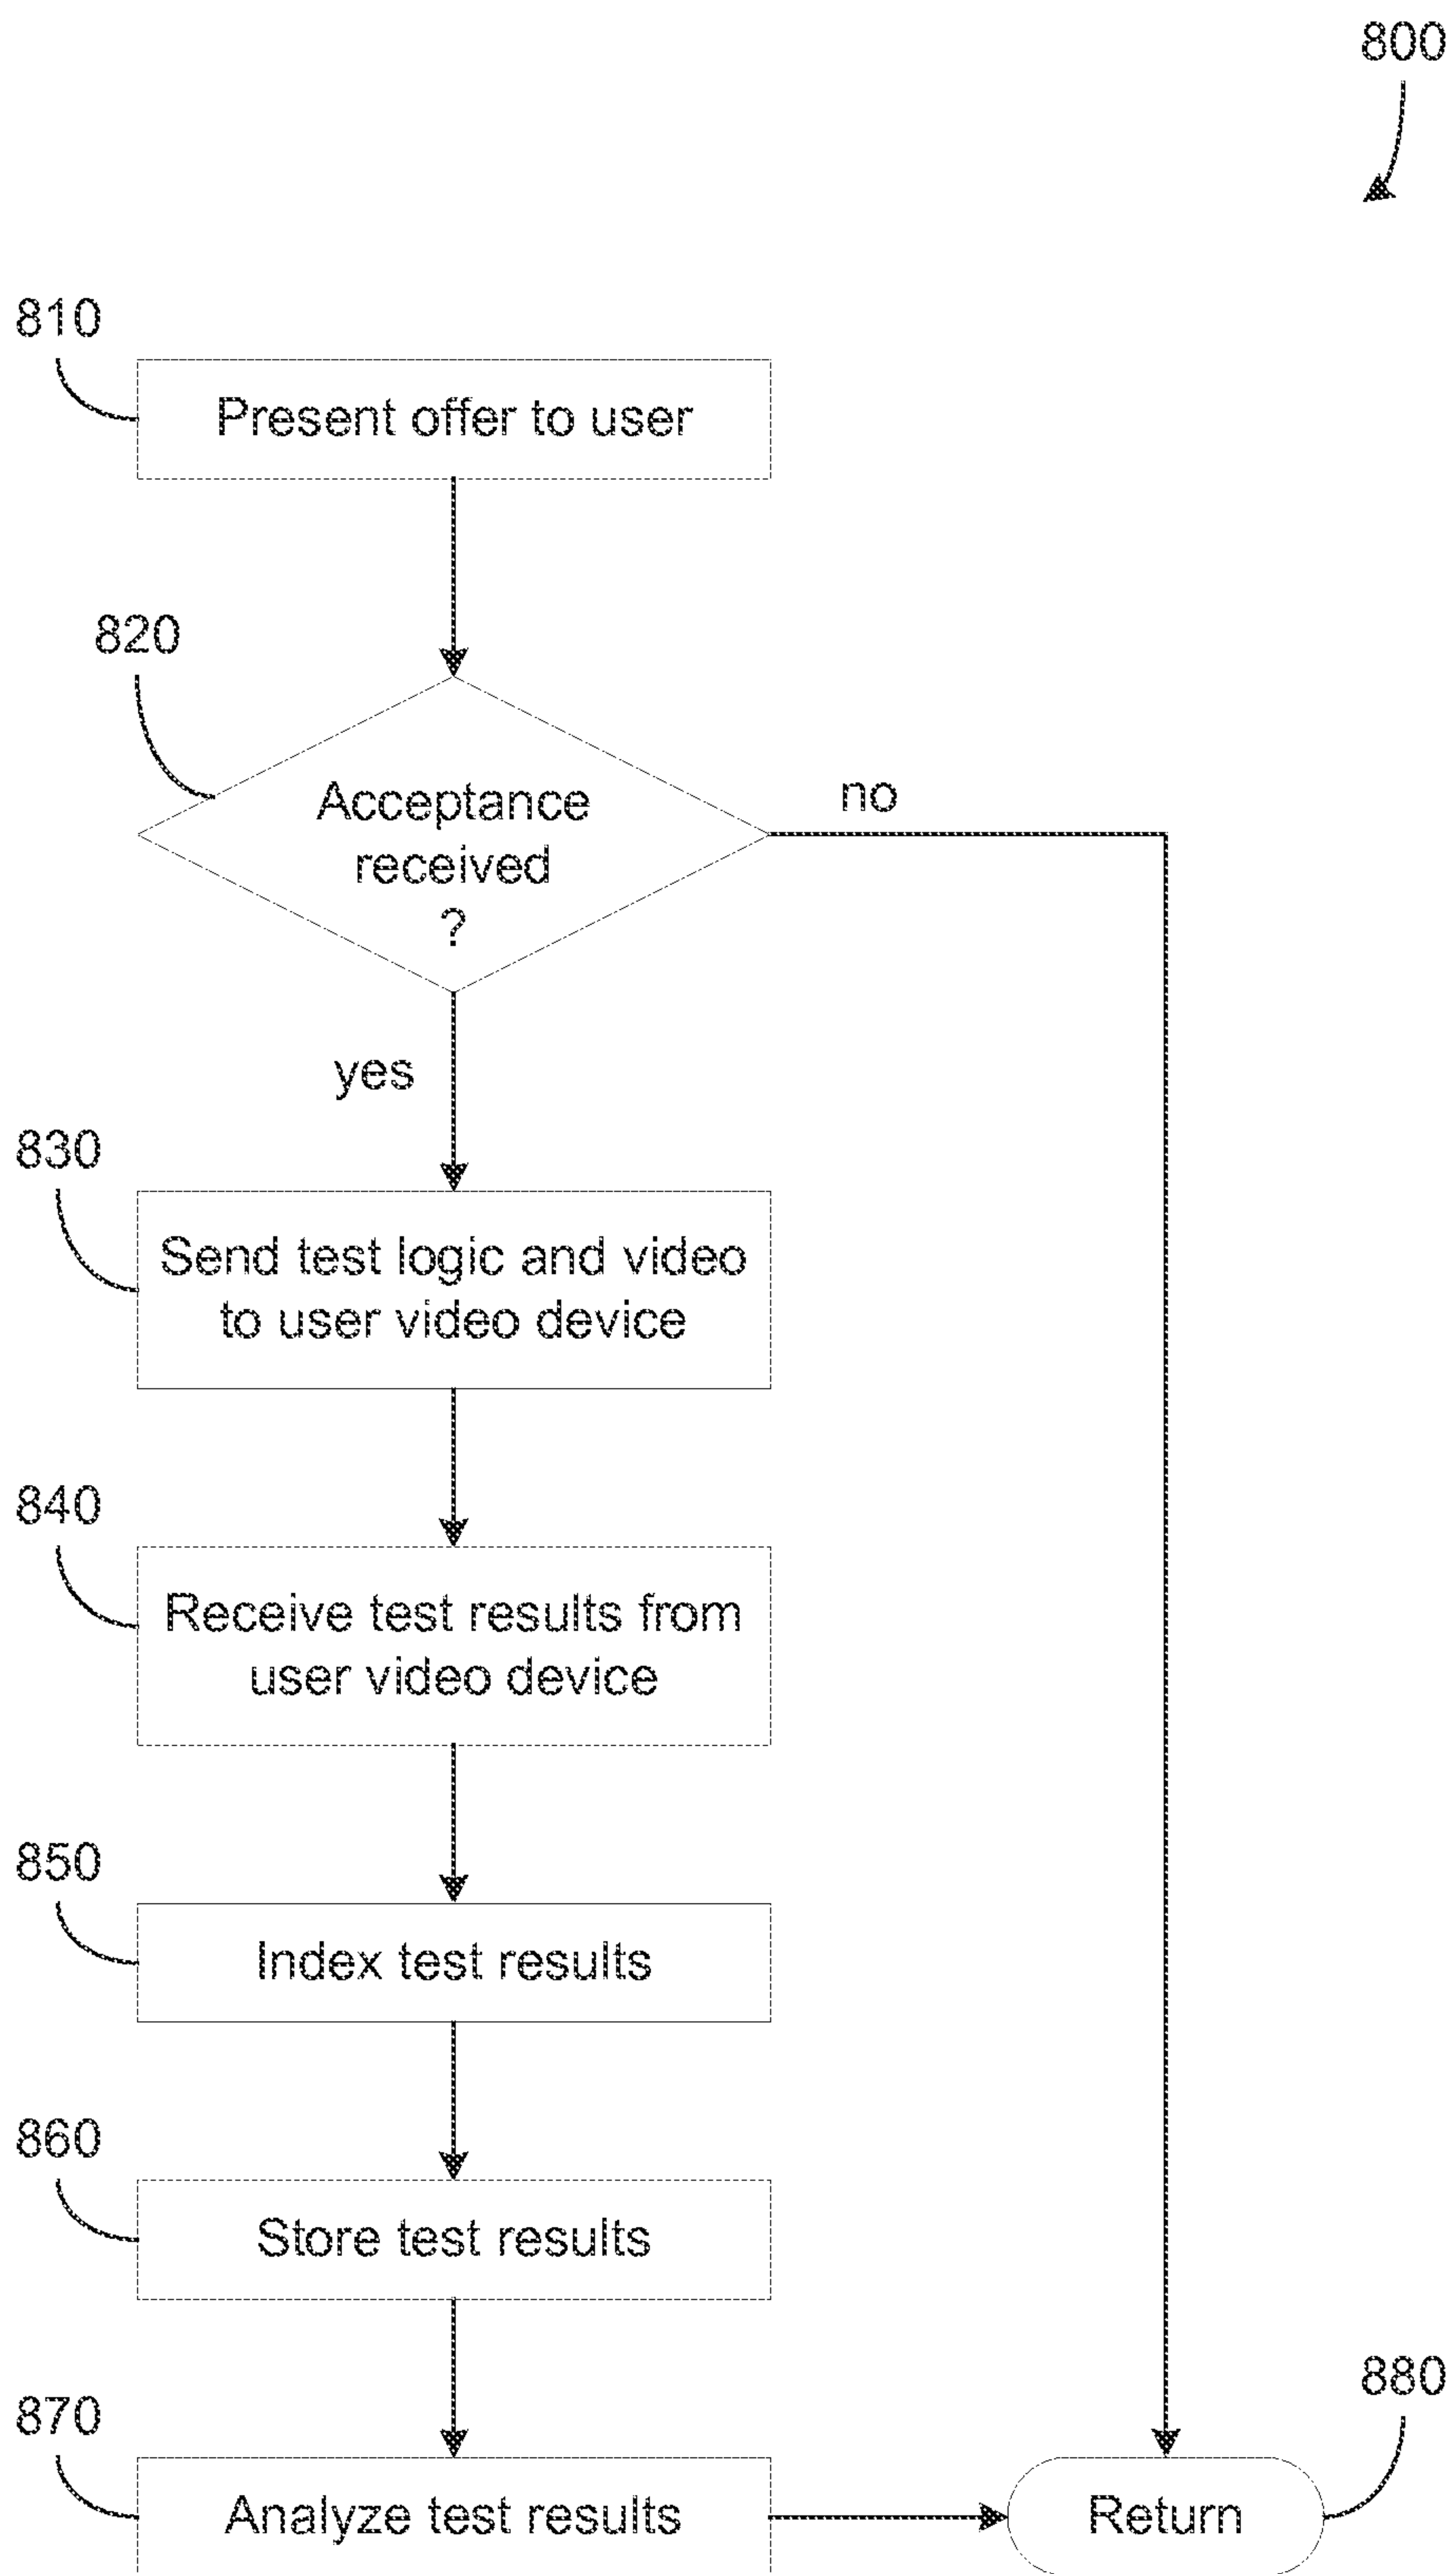 800
810
Present offer to user
820
Acceptance
received
?
no
yes
830
Send test logic and video
to user video device
840
Receive test results from
user video device
850
Index test results
860
Store test results
870
Analyze test results
880
Return